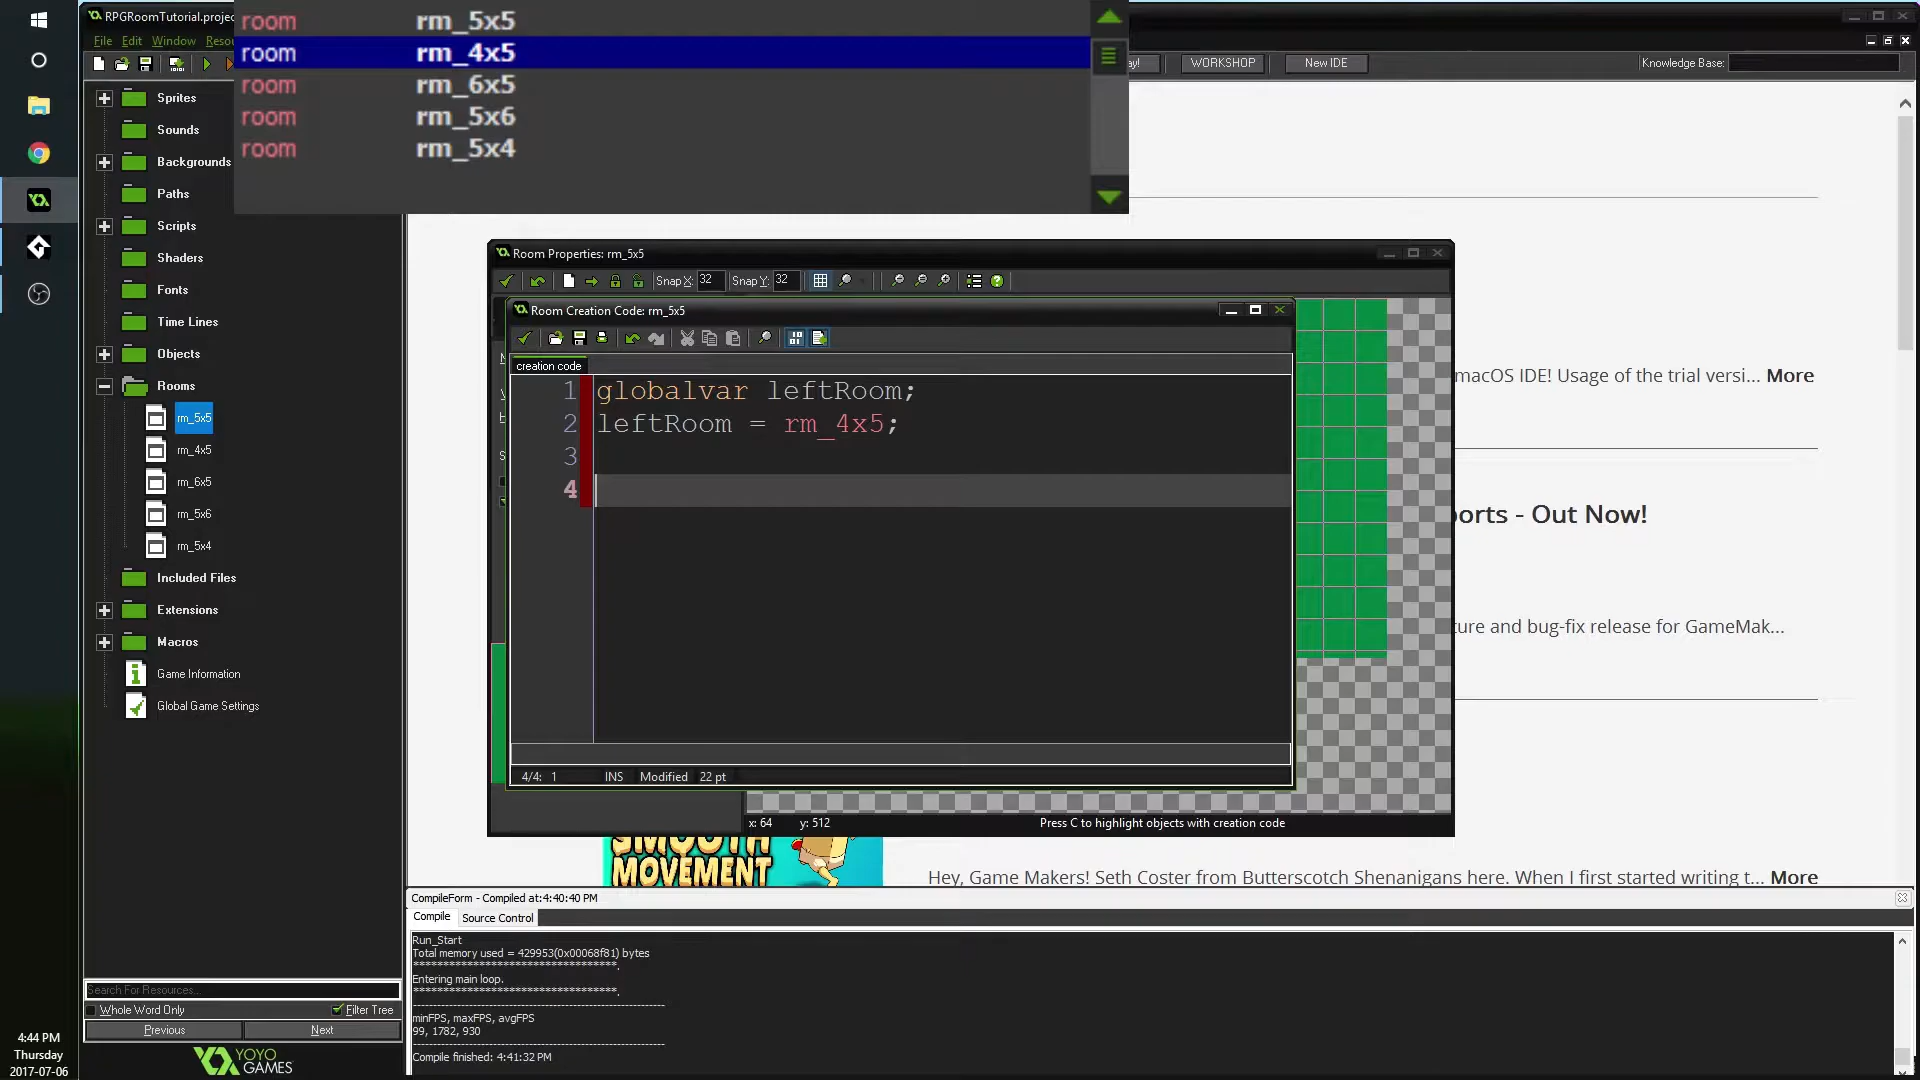 RPGRoomTutorial.projec
File Edit Window Resou
room rm_5x5
room rm_4x5
room rm_6x5
room rm_5x6
room rm_5x4
ay! WORKSHOP New IDE Knowledge Base:
Sprites
Sounds
Backgrounds
Paths
Scripts
Shaders
Fonts
Time Lines
Objects
Rooms
rm_5x5
rm_4x5
rm_6x5
rm_5x6
rm_5x4
Included Files
Extensions
Macros
Game Information
Global Game Settings
Search For Resources...
Whole Word Only Filter Tree
Previous Next
YOYO
GAMES
Room Properties: rm_5x5
Snap X: 32 Snap Y: 32
Room Creation Code: rm_5x5
creation code
1 globalvar leftRoom;
2 leftRoom = rm_4x5;
3
4
4/4: 1 INS Modified 22 pt
x: 64 y: 512 Press C to highlight objects with creation code
macOS IDE! Usage of the trial versi... More
orts - Out Now!
ture and bug-fix release for GameMak...
SMOOTH
MOVEMENT
Hey, Game Makers! Seth Coster from Butterscotch Shenanigans here. When I first started writing t... More
CompileForm - Compiled at:4:40:40 PM
Compile Source Control
Run_Start
Total memory used = 429953(0x00068f81) bytes
***********************************.
Entering main loop.
***********************************.
minFPS, maxFPS, avgFPS
99, 1782, 930
Compile finished: 4:41:32 PM
4:44 PM
Thursday
2017-07-06